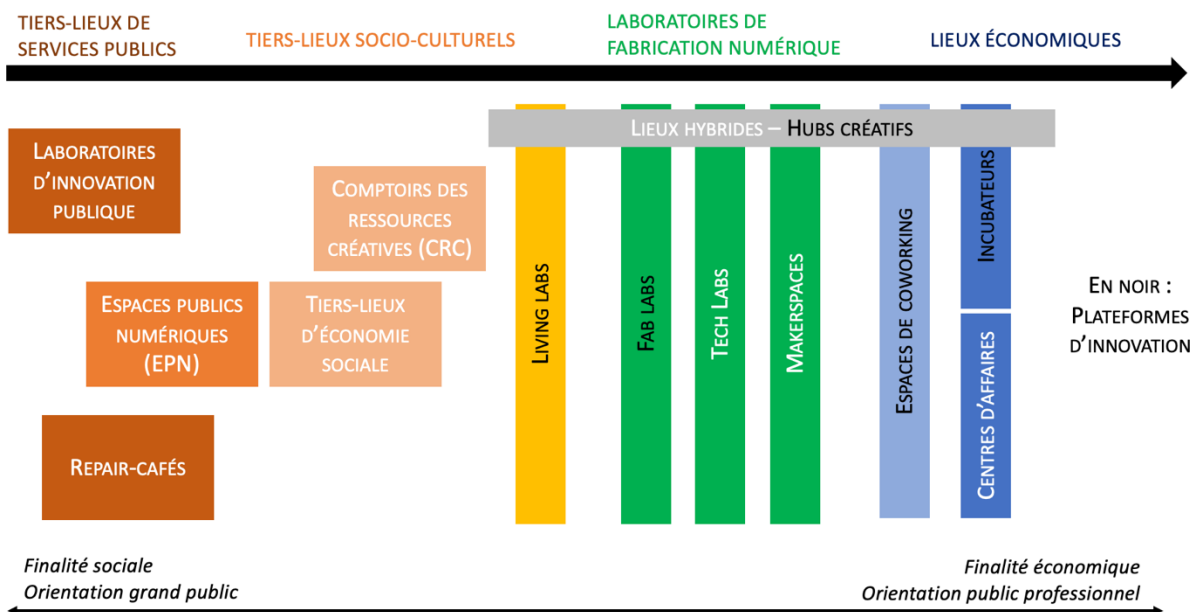 TIERS-LIEUX DE
SERVICES PUBLICS
TIERS-LIEUX SOCIO-CULTURELS
LABORATOIRES DE
FABRICATION NUMÉRIQUE
LIEUX ÉCONOMIQUES
LIEUX HYBRIDES – HUBS CRÉATIFS
LABORATOIRES
D'INNOVATION
PUBLIQUE
COMPTOIRS DES
RESSOURCES
CRÉATIVES (CRC)
ESPACES PUBLICS
NUMÉRIQUES
(EPN)
TIERS-LIEUX
D'ÉCONOMIE
SOCIALE
REPAIR-CAFÉS
LIVING LABS
FAB LABS
TECH LABS
MAKERSPACES
ESPACES DE COWORKING
INCUBATEURS
CENTRES D'AFFAIRES
EN NOIR :
PLATEFORMES
D'INNOVATION
Finalité sociale
Orientation grand public
Finalité économique
Orientation public professionnel